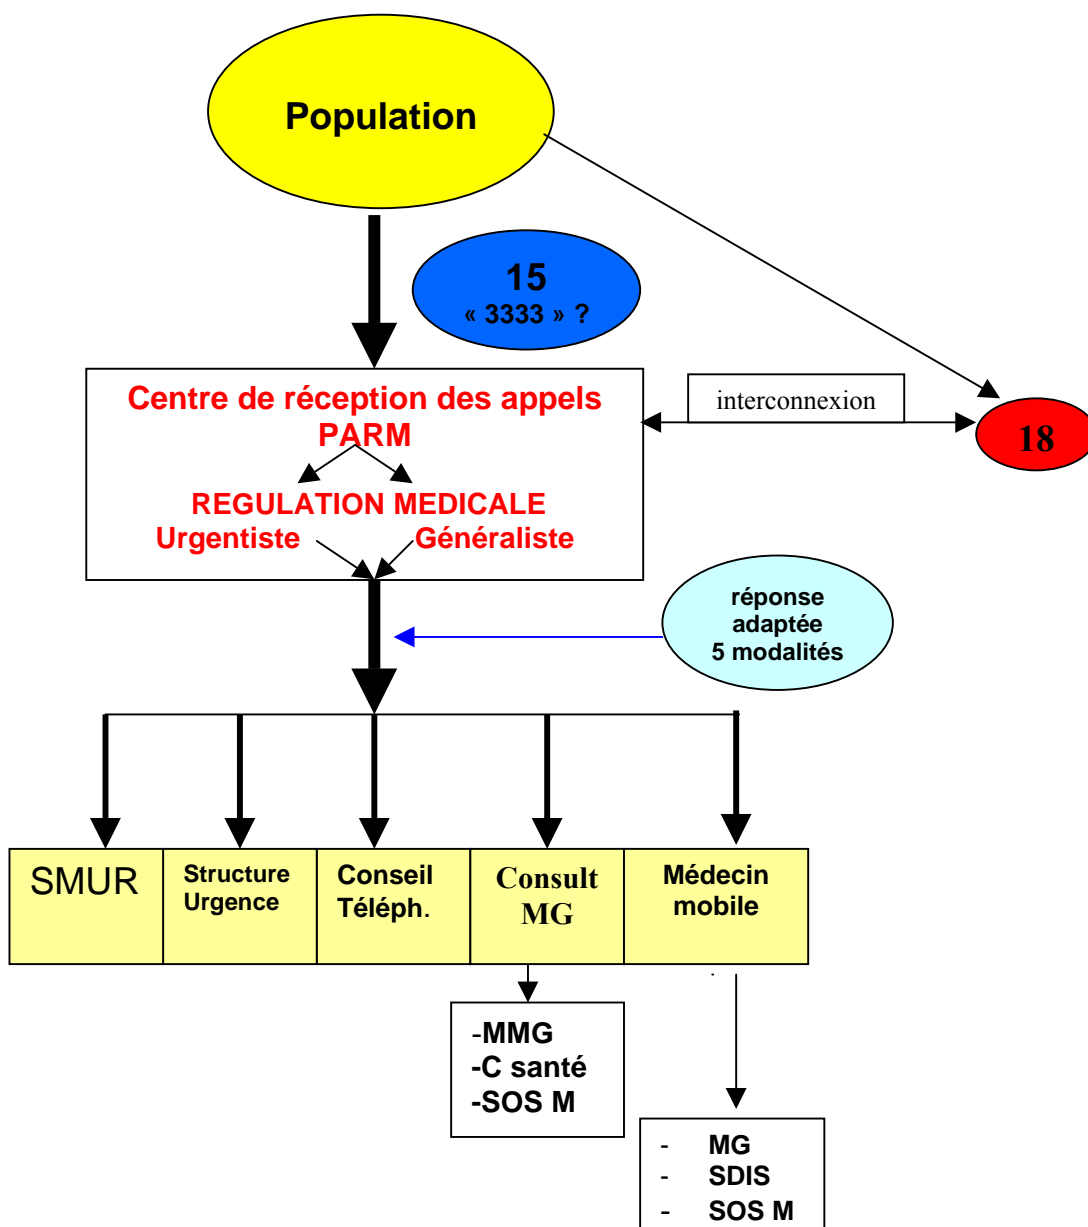 Population
15
« 3333 » ?
Centre de réception des appels
PARM
interconnexion
18
REGULATION MEDICALE
Urgentiste Généraliste
réponse
adaptée
5 modalités
SMUR
Structure
Urgence
Conseil
Téléph.
Consult
MG
Médecin
mobile
-MMG
-C santé
-SOS M
- MG
- SDIS
- SOS M